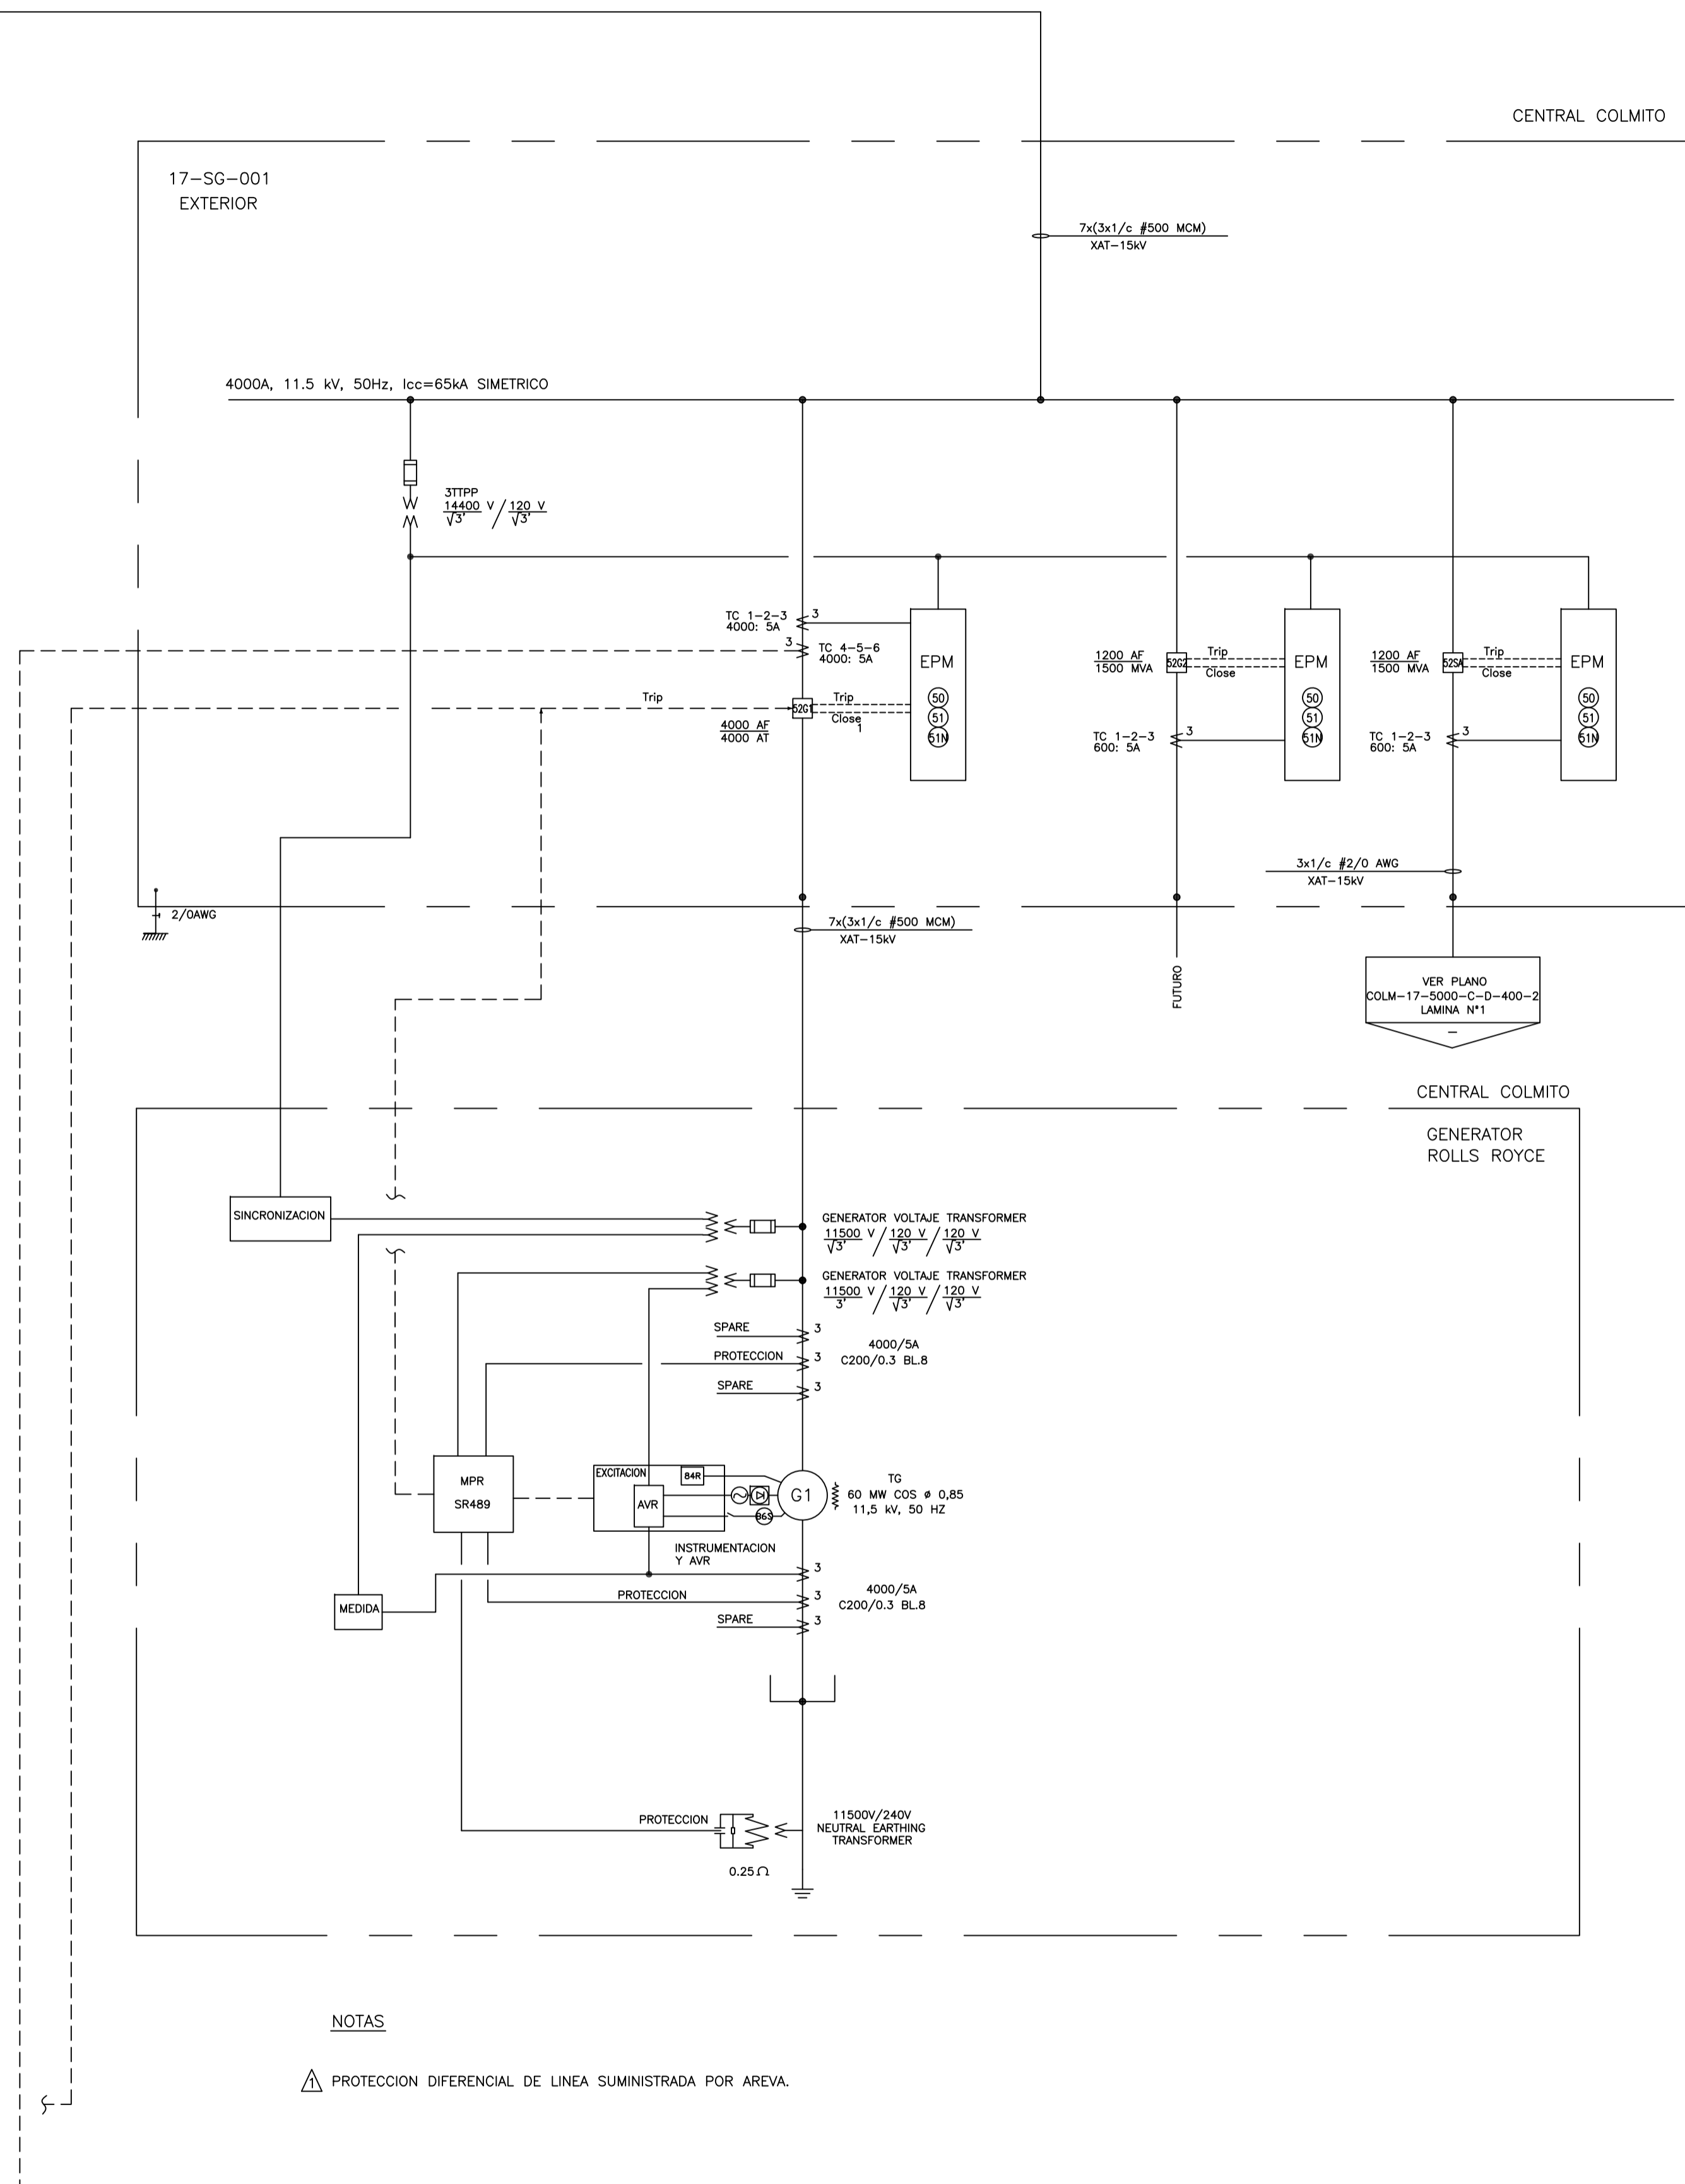 CENTRAL COLMITO
17-SG-001
EXTERIOR
7x(3x1/c #500 MCM)
XAT-15kV
4000A, 11.5 kV, 50Hz, Icc=65kA SIMETRICO
3TTPP
14400 V / 120 V
√3' √3'
TC 1-2-3
4000: 5A
3
3
TC 4-5-6
4000: 5A
EPM
50
51
51N
Trip
52G1
Trip
Close
1
4000 AF
4000 AT
1200 AF
1500 MVA
52G2
Trip
Close
EPM
50
51
51N
TC 1-2-3
600: 5A
3
1200 AF
1500 MVA
52SA
Trip
Close
EPM
50
51
51N
TC 1-2-3
600: 5A
3
3x1/c #2/0 AWG
XAT-15kV
2/0AWG
7x(3x1/c #500 MCM)
XAT-15kV
FUTURO
VER PLANO
COLM-17-5000-C-D-400-2
LAMINA N°1
-
CENTRAL COLMITO
GENERATOR
ROLLS ROYCE
SINCRONIZACION
GENERATOR VOLTAJE TRANSFORMER
11500 V / 120 V / 120 V
√3' √3' √3'
GENERATOR VOLTAJE TRANSFORMER
11500 V / 120 V / 120 V
3' √3' √3'
SPARE
3
4000/5A
PROTECCION
3
C200/0.3 BL.8
SPARE
3
MPR
SR489
EXCITACION
84R
AVR
G1
TG
60 MW COS ø 0,85
11,5 kV, 50 HZ
INSTRUMENTACION
Y AVR
3
4000/5A
PROTECCION
3
C200/0.3 BL.8
MEDIDA
SPARE
3
PROTECCION
11500V/240V
NEUTRAL EARTHING
TRANSFORMER
0.25Ω
NOTAS
1 PROTECCION DIFERENCIAL DE LINEA SUMINISTRADA POR AREVA.